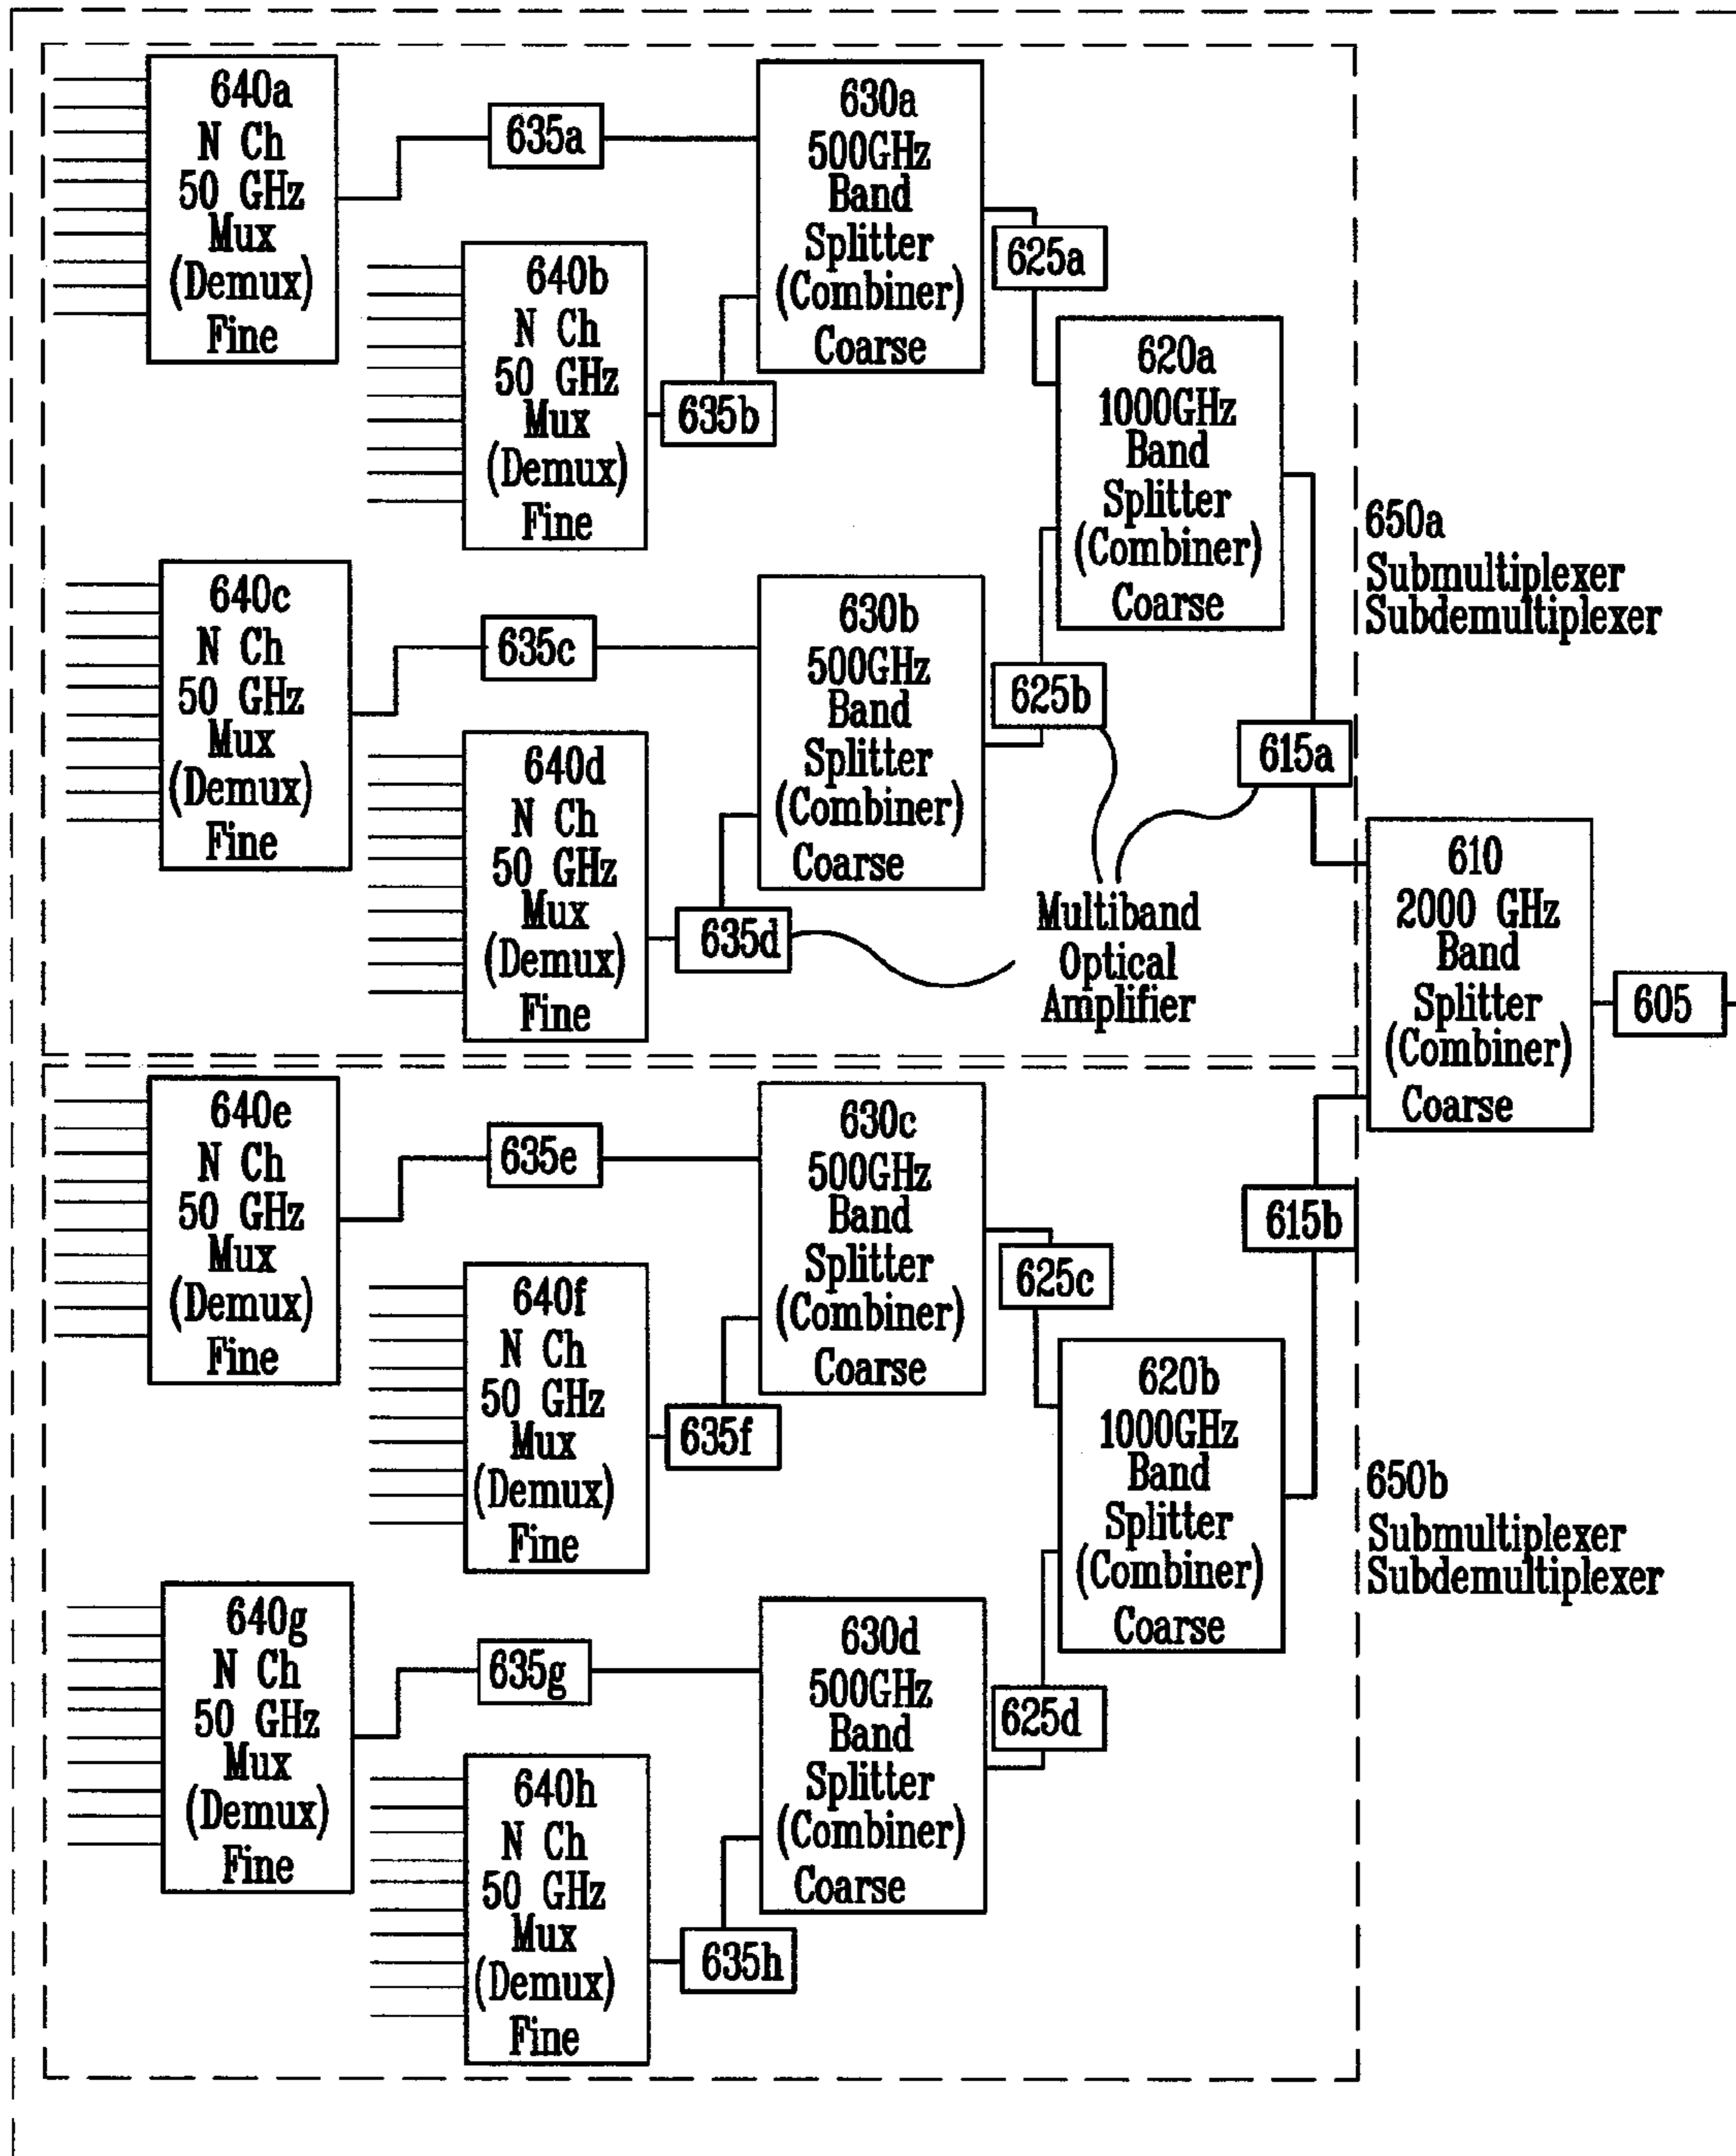 640a
N Ch
50 GHz
Mux
(Demux)
Fine
635a
630a
500GHz
Band
Splitter
(Combiner)
Coarse
625a
640b
N Ch
50 GHz
Mux
(Demux)
Fine
635b
620a
1000GHz
Band
Splitter
(Combiner)
Coarse
650a
Submultiplexer
Subdemultiplexer
640c
N Ch
50 GHz
Mux
(Demux)
Fine
635c
630b
500GHz
Band
Splitter
(Combiner)
Coarse
625b
615a
640d
N Ch
50 GHz
Mux
(Demux)
Fine
635d
Multiband
Optical
Amplifier
610
2000 GHz
Band
Splitter
(Combiner)
Coarse
605
640e
N Ch
50 GHz
Mux
(Demux)
Fine
635e
630c
500GHz
Band
Splitter
(Combiner)
Coarse
625c
615b
640f
N Ch
50 GHz
Mux
(Demux)
Fine
635f
620b
1000GHz
Band
Splitter
(Combiner)
Coarse
650b
Submultiplexer
Subdemultiplexer
640g
N Ch
50 GHz
Mux
(Demux)
Fine
635g
630d
500GHz
Band
Splitter
(Combiner)
Coarse
625d
640h
N Ch
50 GHz
Mux
(Demux)
Fine
635h